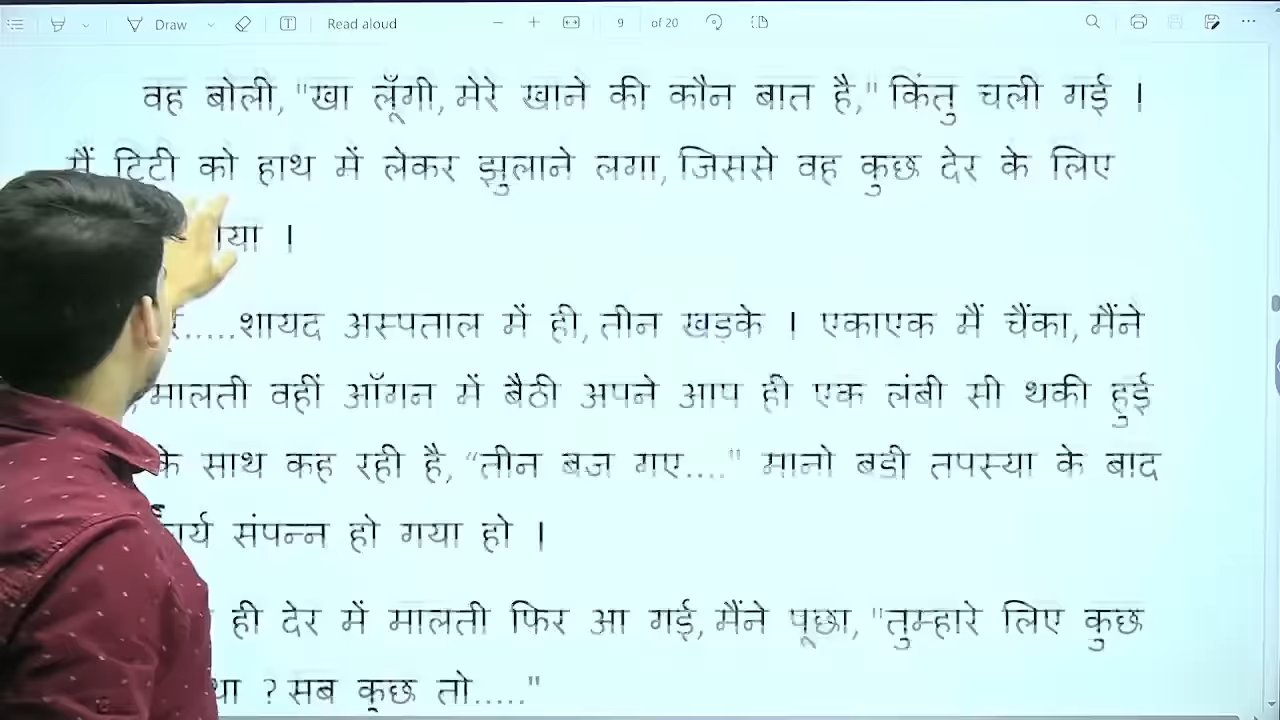 Draw
Read aloud
9 of 20
वह बोली, "खा लूँगी, मेरे खाने की कौन बात है," किंतु चली गई ।
मैं टिटी को हाथ में लेकर झुलाने लगा, जिससे वह कुछ देर के लिए
।
.....शायद अस्पताल में ही, तीन खड़के । एकाएक मैं चैंका, मैंने
मालती वहीं आँगन में बैठी अपने आप ही एक लंबी सी थकी हुई
के साथ कह रही है, “तीन बज गए...." मानो बडी तपस्या के बाद
संपन्न हो गया हो ।
ही देर में मालती फिर आ गई, मैंने पूछा, "तुम्हारे लिए कुछ
? सब कुछ तो....."